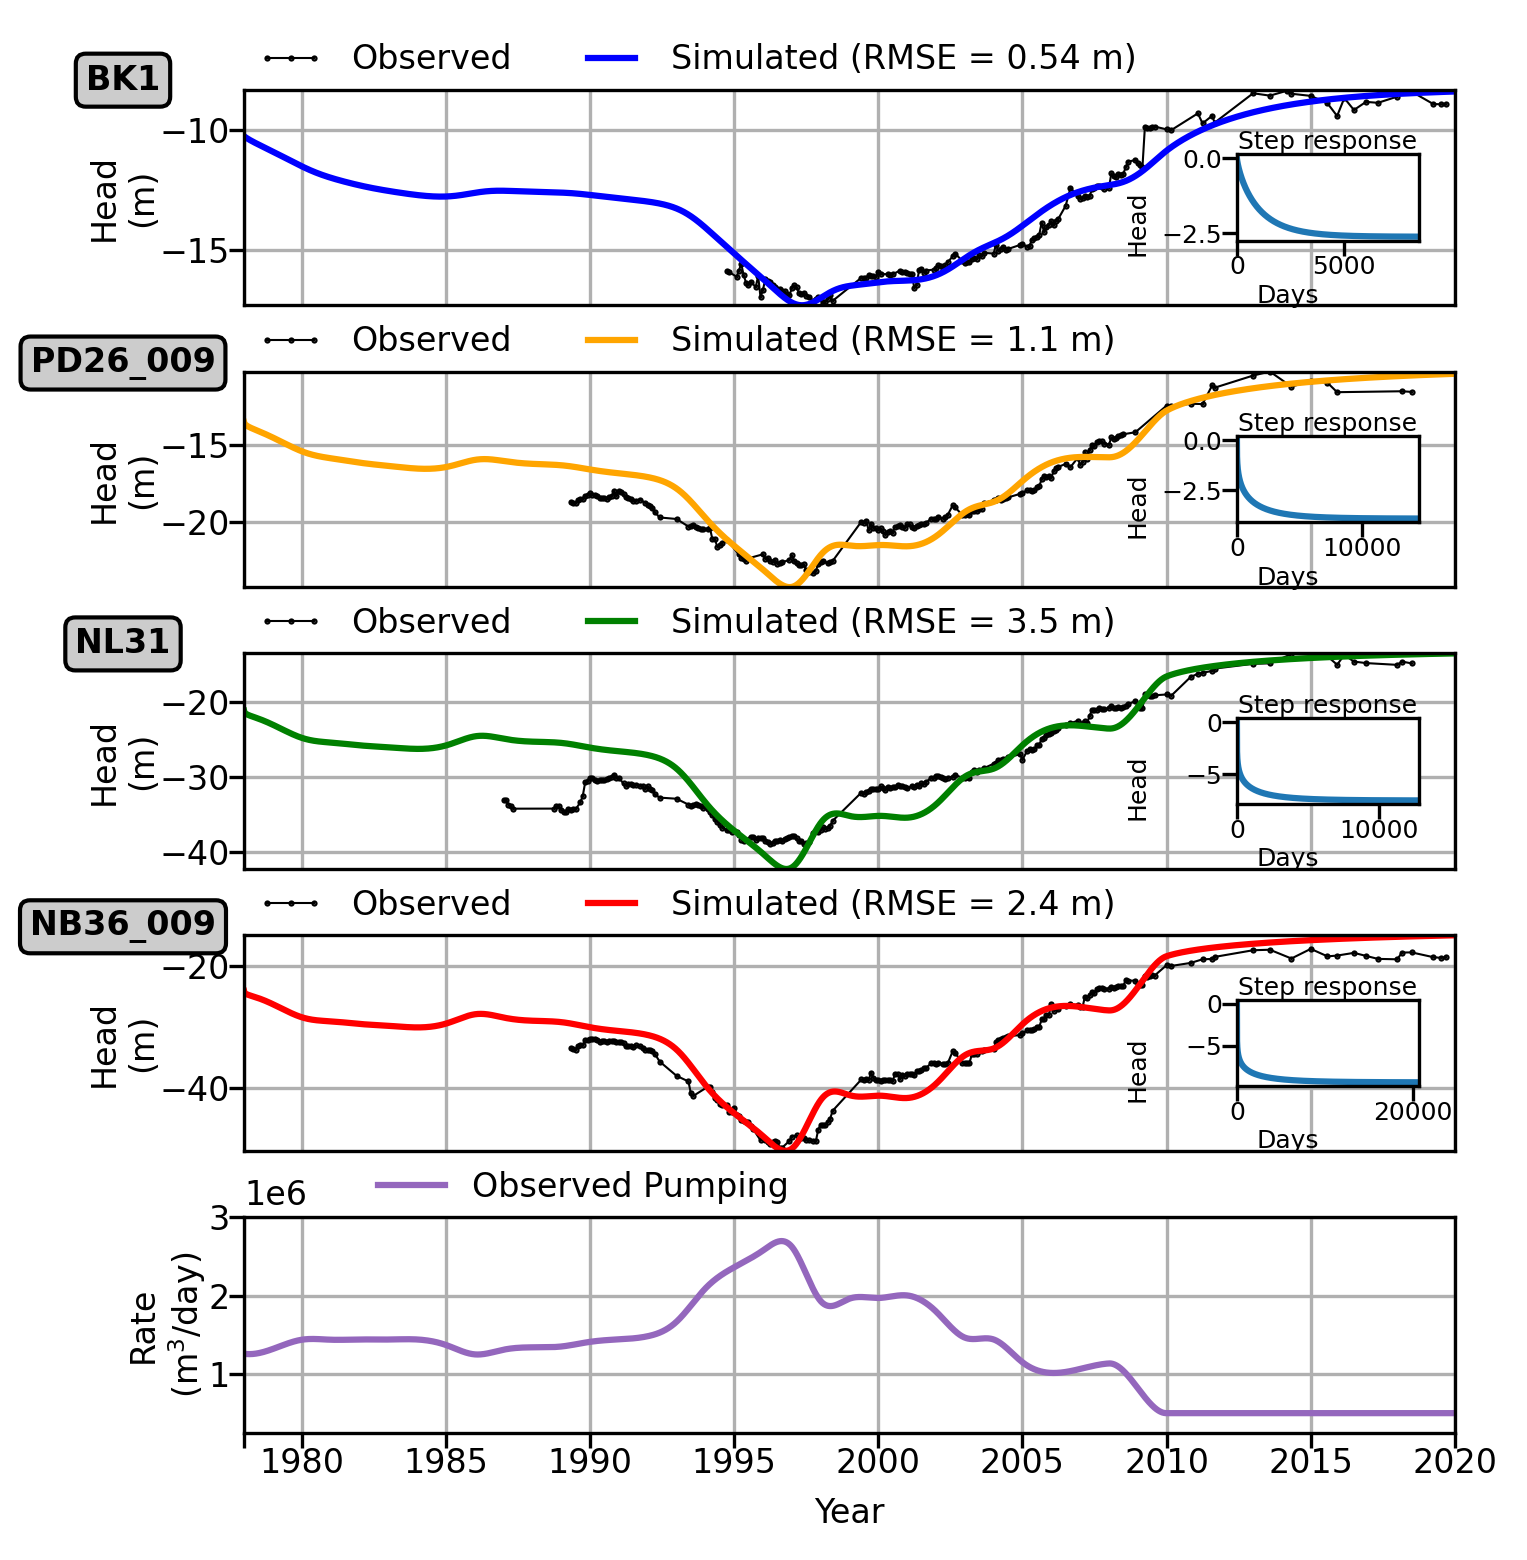 BK1
Observed
Simulated (RMSE = 0.54 m)
Head
(m)
−10
−15
Step response
Head
0.0
−2.5
0
5000
Days
PD26_009
Observed
Simulated (RMSE = 1.1 m)
Head
(m)
−15
−20
Step response
Head
0.0
−2.5
0
10000
Days
NL31
Observed
Simulated (RMSE = 3.5 m)
Head
(m)
−20
−30
−40
Step response
Head
0
−5
0
10000
Days
NB36_009
Observed
Simulated (RMSE = 2.4 m)
Head
(m)
−20
−40
Step response
Head
0
−5
0
20000
Days
1e6
Observed Pumping
Rate
(m³/day)
3
2
1
1980 1985 1990 1995 2000 2005 2010 2015 2020
Year